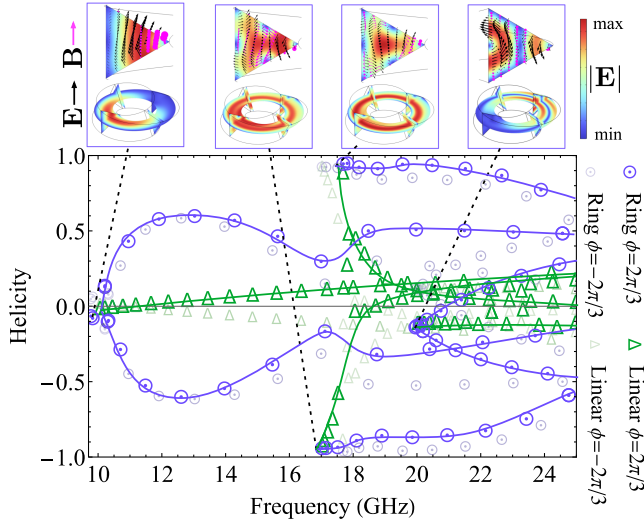 E→ B→
max
|E|
min
1.0
0.5
0.0
−0.5
−1.0
Helicity
10
12
14
16
18
20
22
24
Frequency (GHz)
Ring ϕ=2π/3
Linear ϕ=2π/3
Ring ϕ=−2π/3
Linear ϕ=−2π/3